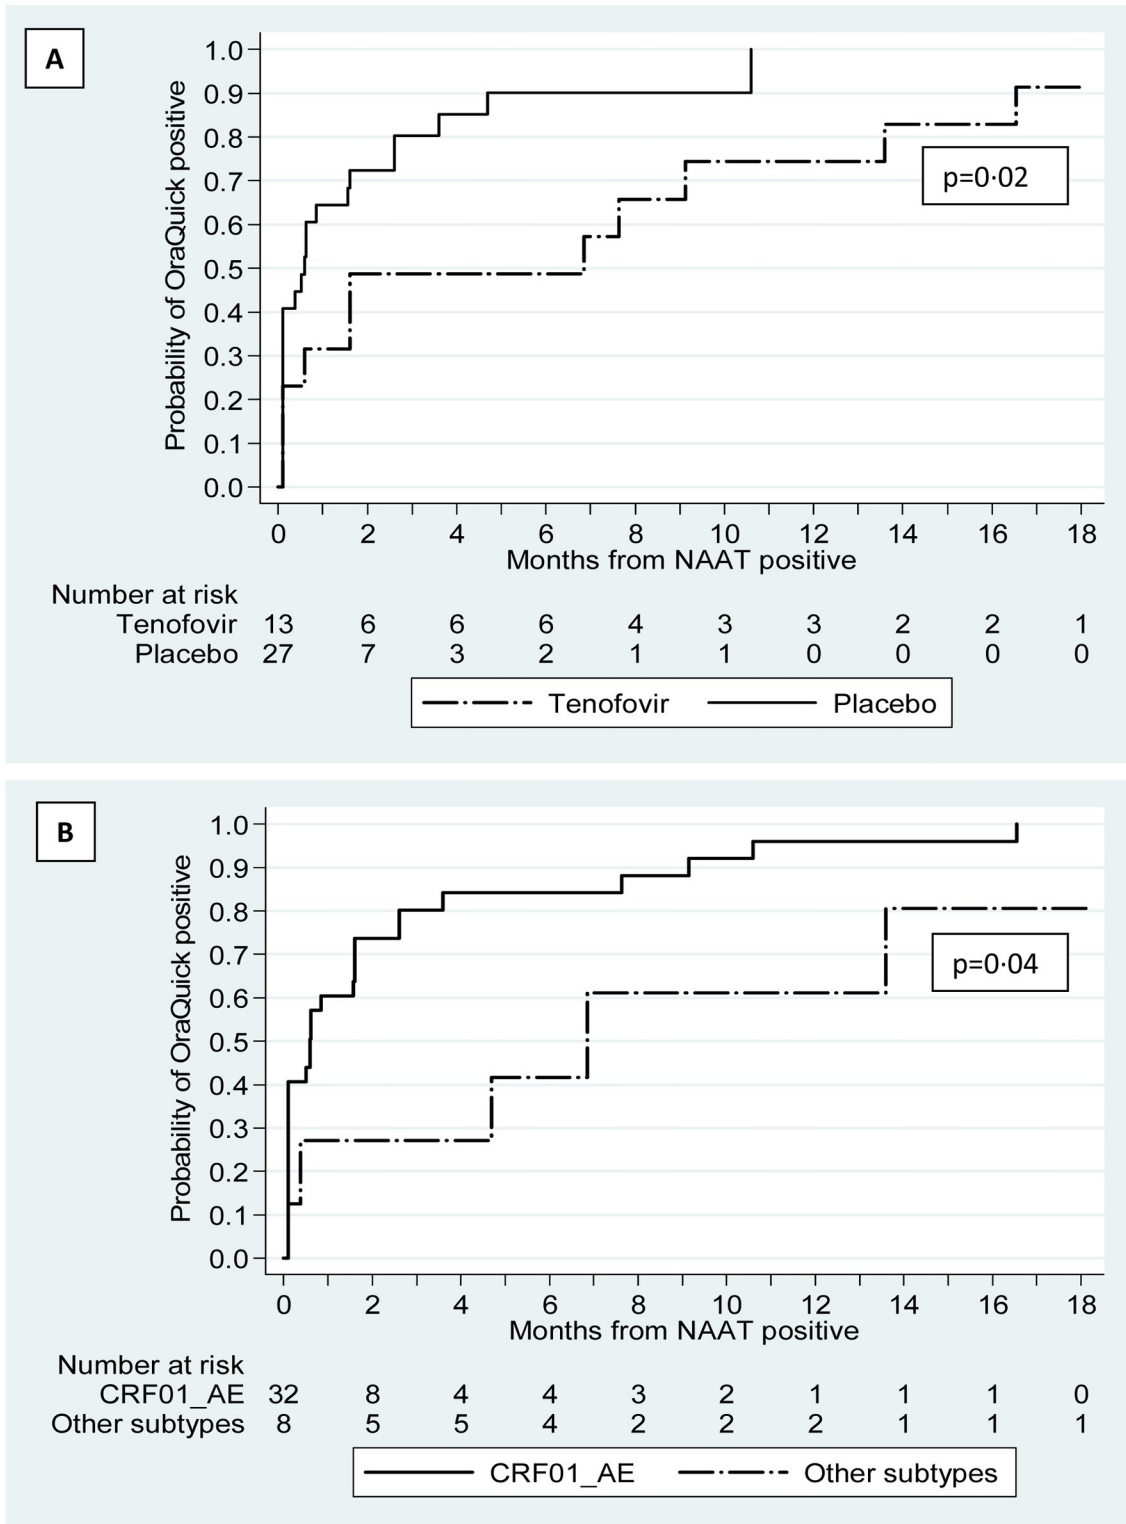 A
Probability of OraQuick positive
1.0
0.9
0.8
0.7
0.6
0.5
0.4
0.3
0.2
0.1
0.0
p=0·02
0 2 4 6 8 10 12 14 16 18
Months from NAAT positive
Number at risk
Tenofovir 13 6 6 6 4 3 3 2 2 1
Placebo 27 7 3 2 1 1 0 0 0 0
Tenofovir Placebo
B
Probability of OraQuick positive
1.0
0.9
0.8
0.7
0.6
0.5
0.4
0.3
0.2
0.1
0.0
p=0·04
0 2 4 6 8 10 12 14 16 18
Months from NAAT positive
Number at risk
CRF01_AE 32 8 4 4 3 2 1 1 1 0
Other subtypes 8 5 5 4 2 2 2 1 1 1
CRF01_AE Other subtypes